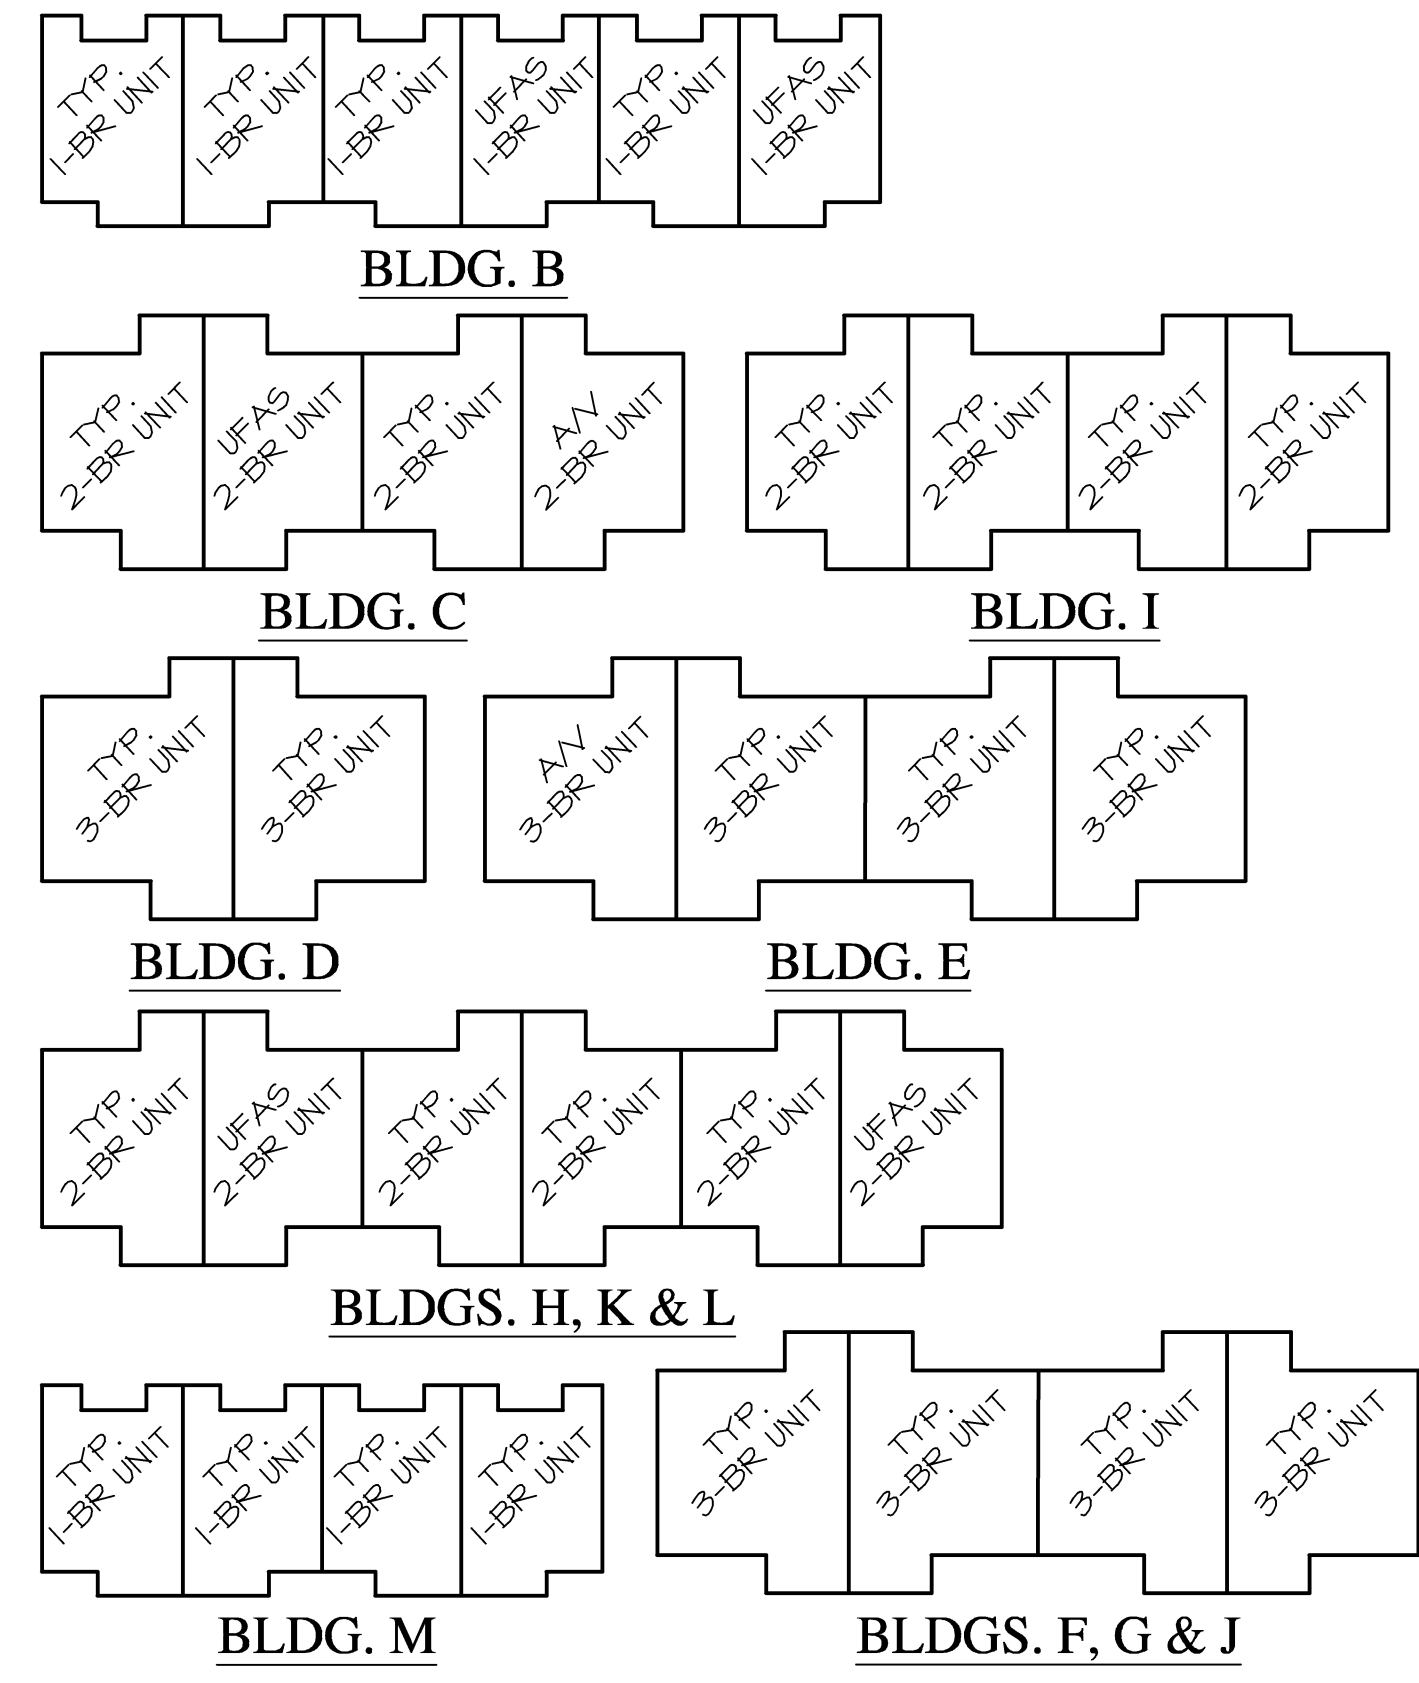 TYP.
1-BR UNIT
TYP.
1-BR UNIT
TYP.
1-BR UNIT
UFAS
1-BR UNIT
TYP.
1-BR UNIT
UFAS
1-BR UNIT
BLDG. B
TYP.
2-BR UNIT
UFAS
2-BR UNIT
TYP.
2-BR UNIT
A/V
2-BR UNIT
BLDG. C
TYP.
2-BR UNIT
TYP.
2-BR UNIT
TYP.
2-BR UNIT
TYP.
2-BR UNIT
BLDG. I
TYP.
3-BR UNIT
TYP.
3-BR UNIT
BLDG. D
A/V
3-BR UNIT
TYP.
3-BR UNIT
TYP.
3-BR UNIT
TYP.
3-BR UNIT
BLDG. E
TYP.
2-BR UNIT
UFAS
2-BR UNIT
TYP.
2-BR UNIT
TYP.
2-BR UNIT
TYP.
2-BR UNIT
UFAS
2-BR UNIT
BLDGS. H, K & L
TYP.
1-BR UNIT
TYP.
1-BR UNIT
TYP.
1-BR UNIT
TYP.
1-BR UNIT
BLDG. M
TYP.
3-BR UNIT
TYP.
3-BR UNIT
TYP.
3-BR UNIT
TYP.
3-BR UNIT
BLDGS. F, G & J